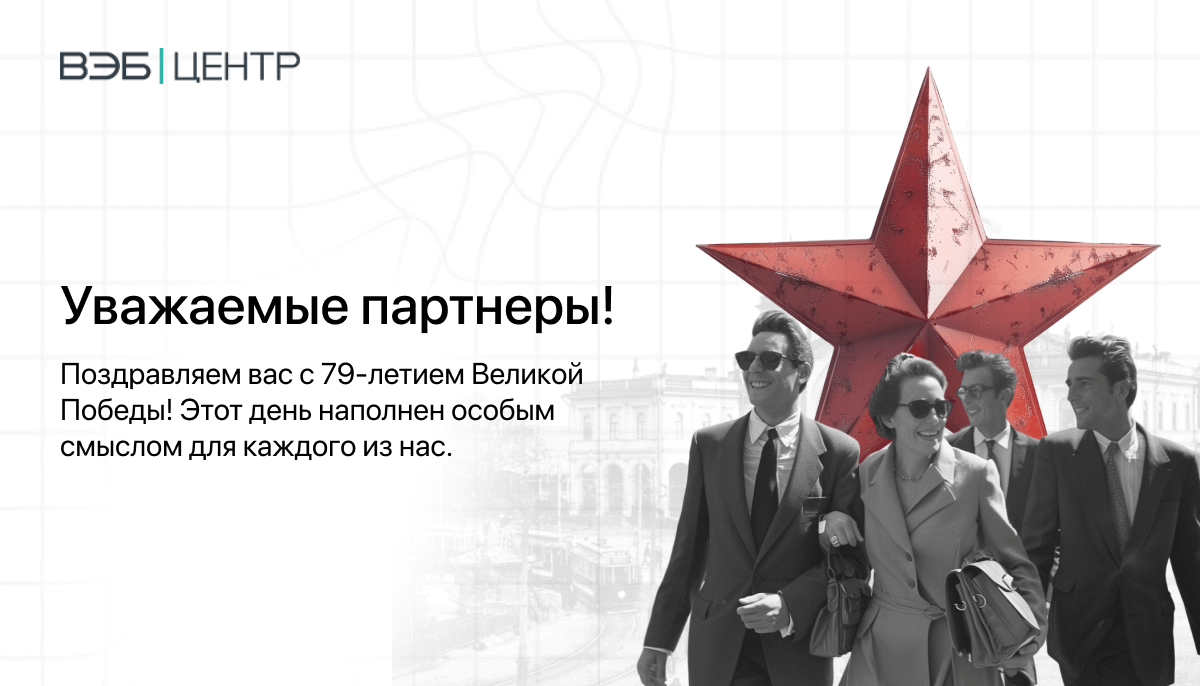 ВЭБ|ЦЕНТР
Уважаемые партнеры!
Поздравляем вас с 79-летием Великой
Победы! Этот день наполнен особым
смыслом для каждого из нас.